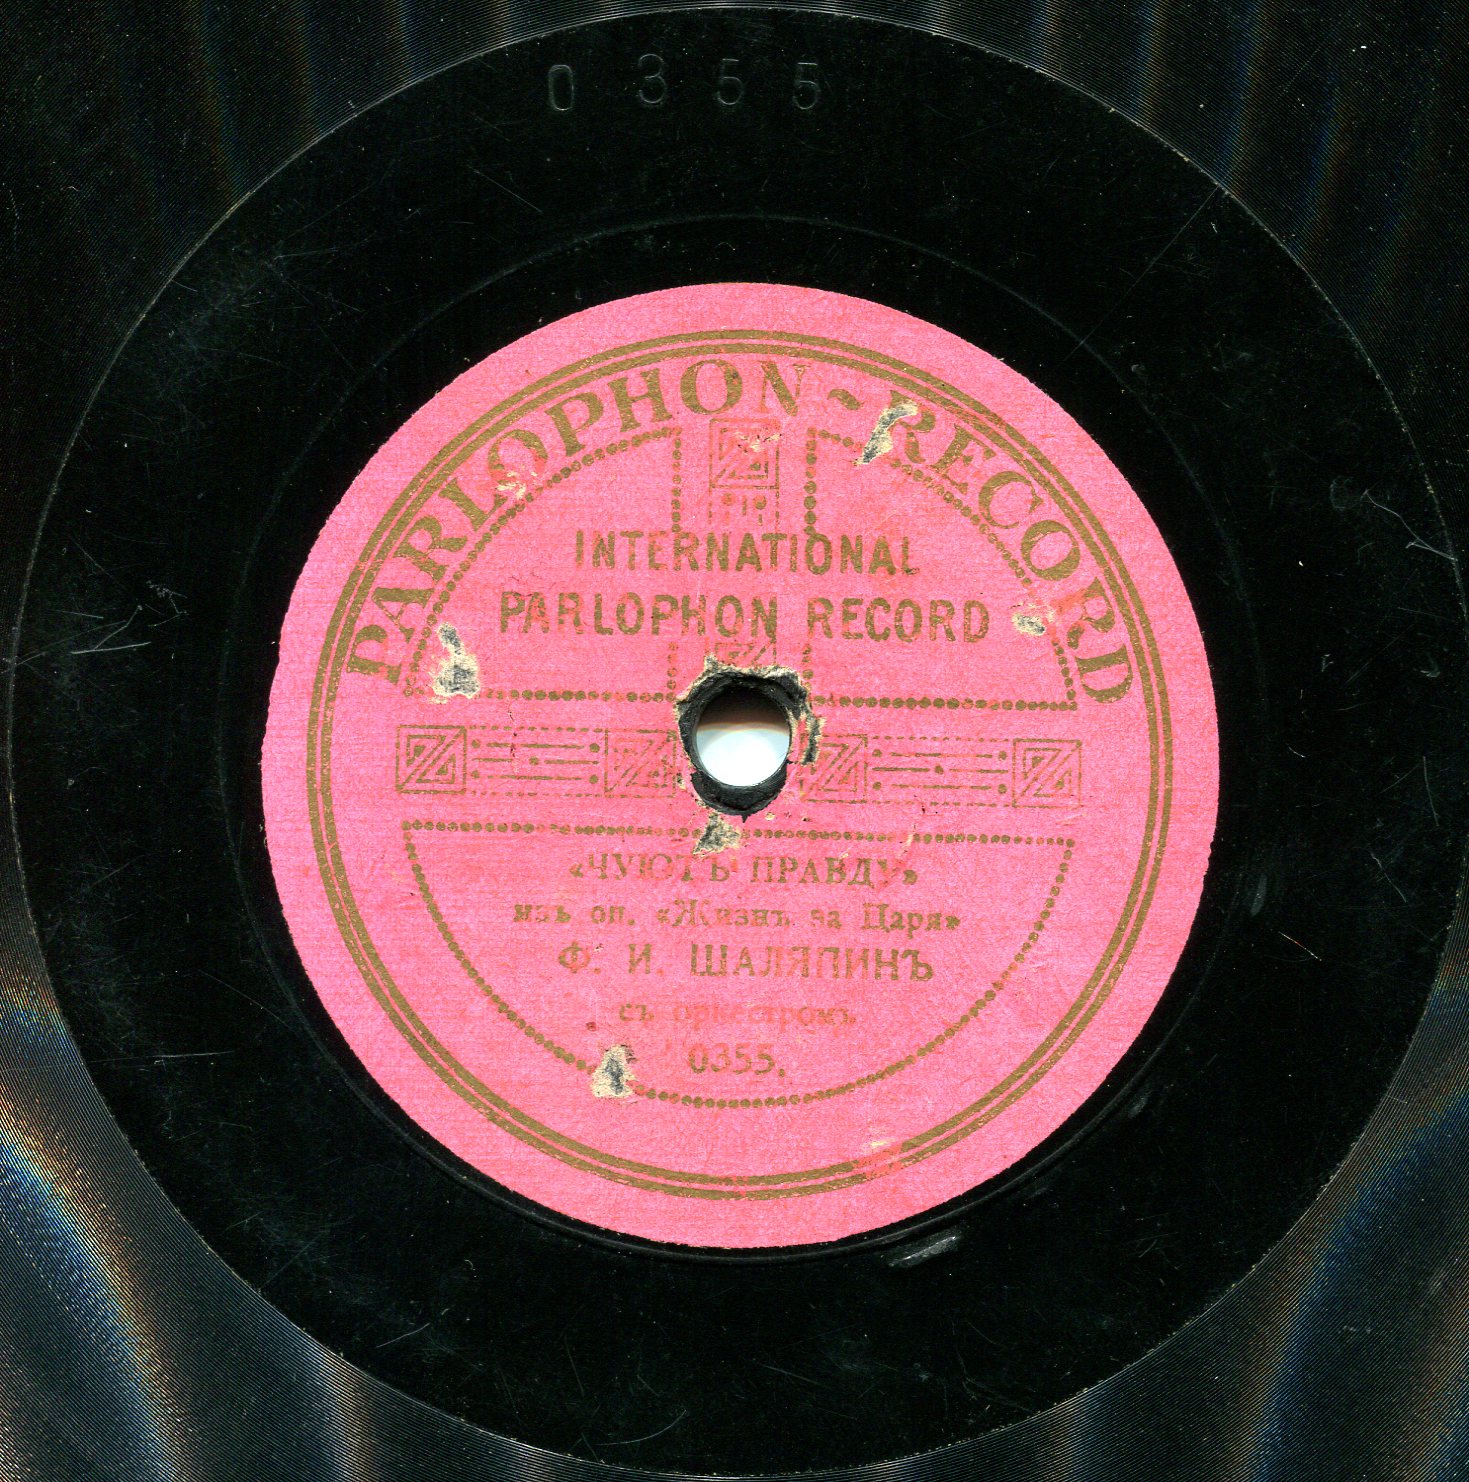 0355
PARLOPHON-RECORD
INTERNATIONAL
PARLOPHON RECORD
«ЧУЮТЪ ПРАВДУ»
изъ оп. «Жизнь за Царя»
Ф. И. ШАЛЯПИНЪ
съ оркестромъ
0355.